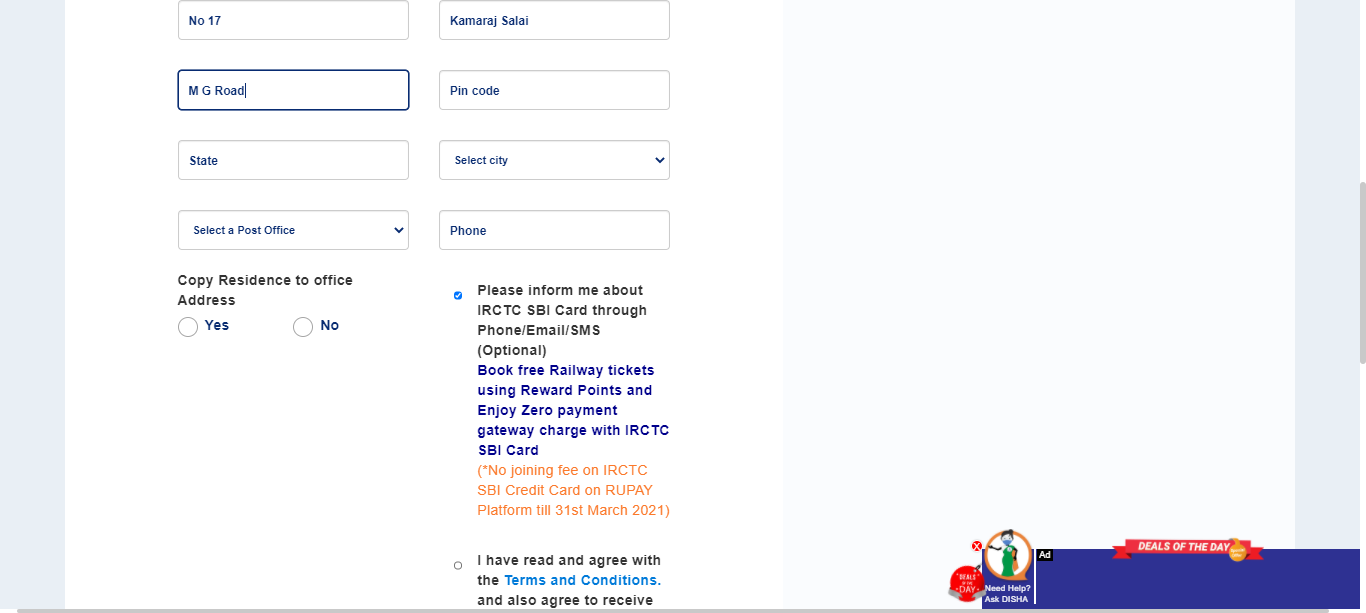 No 17
Kamaraj Salai
M G Road
Pin code
State
Select city
Select a Post Office
Phone
Copy Residence to office
Address
Yes
No
Please inform me about
IRCTC SBI Card through
Phone/Email/SMS
(Optional)
Book free Railway tickets
using Reward Points and
Enjoy Zero payment
gateway charge with IRCTC
SBI Card
(*No joining fee on IRCTC
SBI Credit Card on RUPAY
Platform till 31st March 2021)
I have read and agree with
the Terms and Conditions.
and also agree to receive
X
Ad
DEALS OF THE DAY
DEALS
OF THE
DAY
Need Help?
Ask DISHA